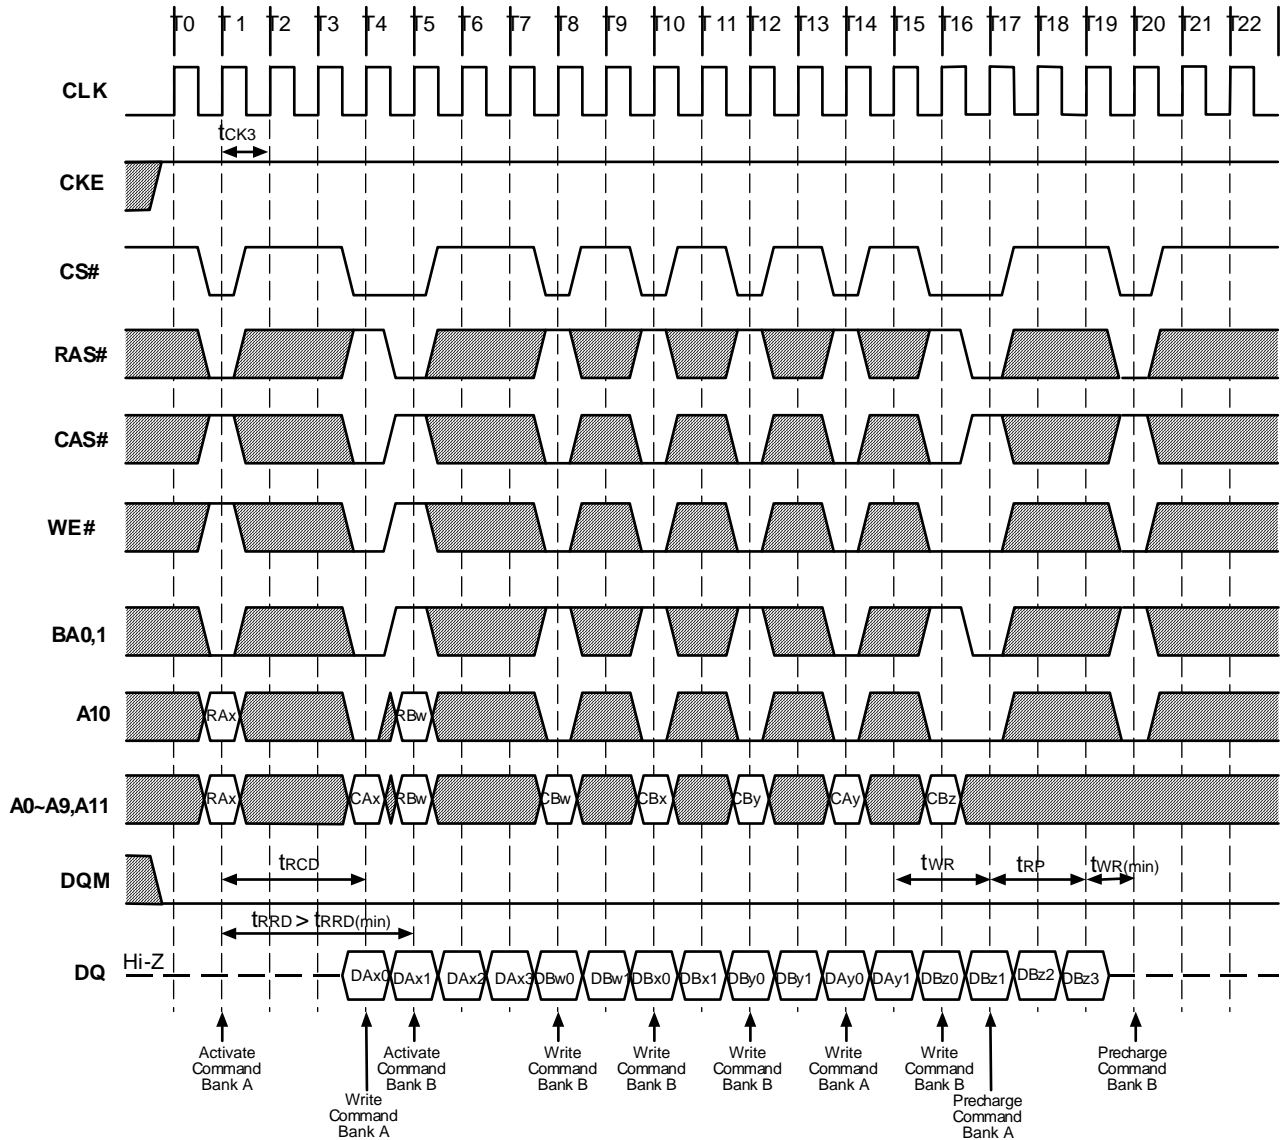 T0 T1 T2 T3 T4 T5 T6 T7 T8 T9 T10 T11 T12 T13 T14 T15 T16 T17 T18 T19 T20 T21 T22
CLK
tCK3
CKE
CS#
RAS#
CAS#
WE#
BA0,1
A10
RAx RBw
A0~A9,A11
RAx CAx RBw CBw CBx CBy CAy CBz
DQM
tRCD tWR tRP tWR(min)
tRRD > tRRD(min)
DQ
Hi-Z
DAx0 DAx1 DAx2 DAx3 DBw0 DBw1 DBx0 DBx1 DBy0 DBy1 DAy0 DAy1 DBz0 DBz1 DBz2 DBz3
Activate
Command
Bank A
Write
Command
Bank A
Activate
Command
Bank B
Write
Command
Bank B
Write
Command
Bank B
Write
Command
Bank B
Write
Command
Bank A
Write
Command
Bank B
Precharge
Command
Bank A
Precharge
Command
Bank B